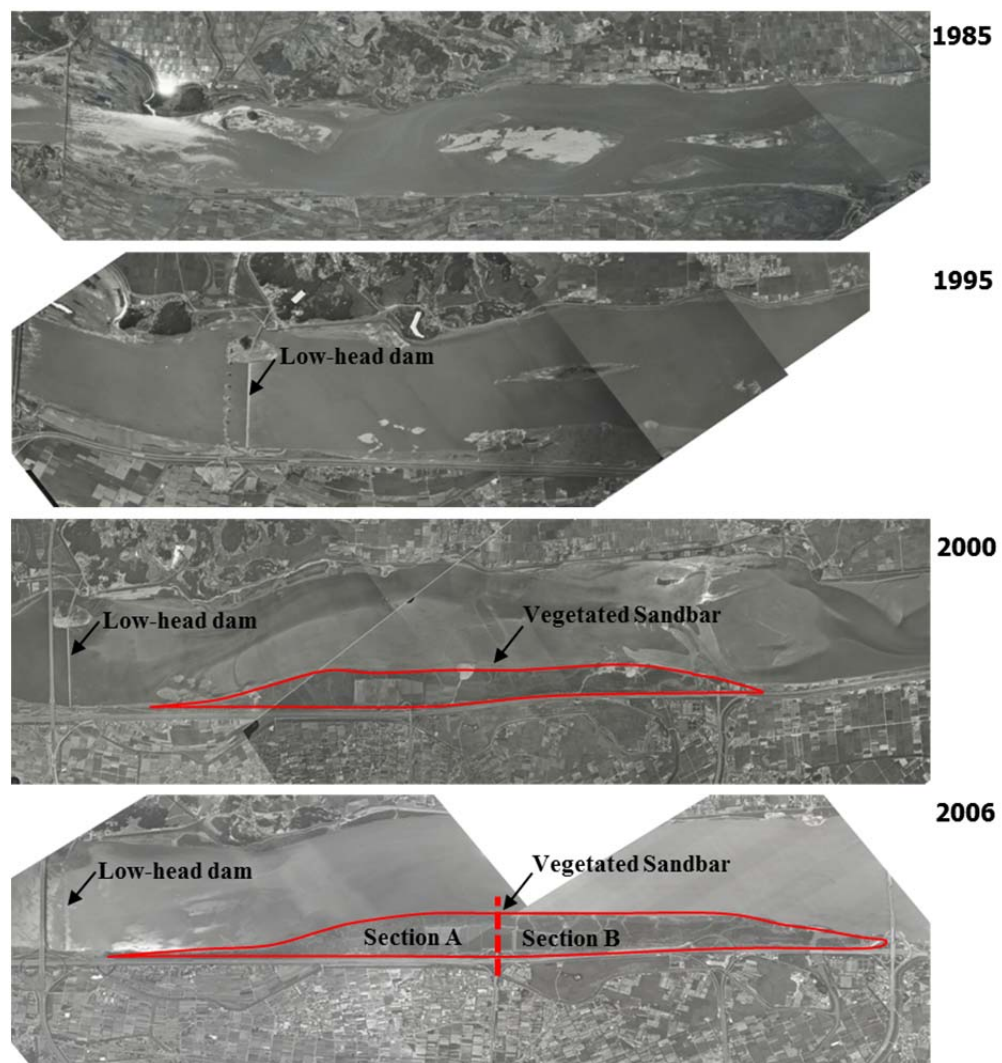 1985
1995
Low-head dam
2000
Vegetated Sandbar
Low-head dam
2006
Vegetated Sandbar
Low-head dam
Section A
Section B